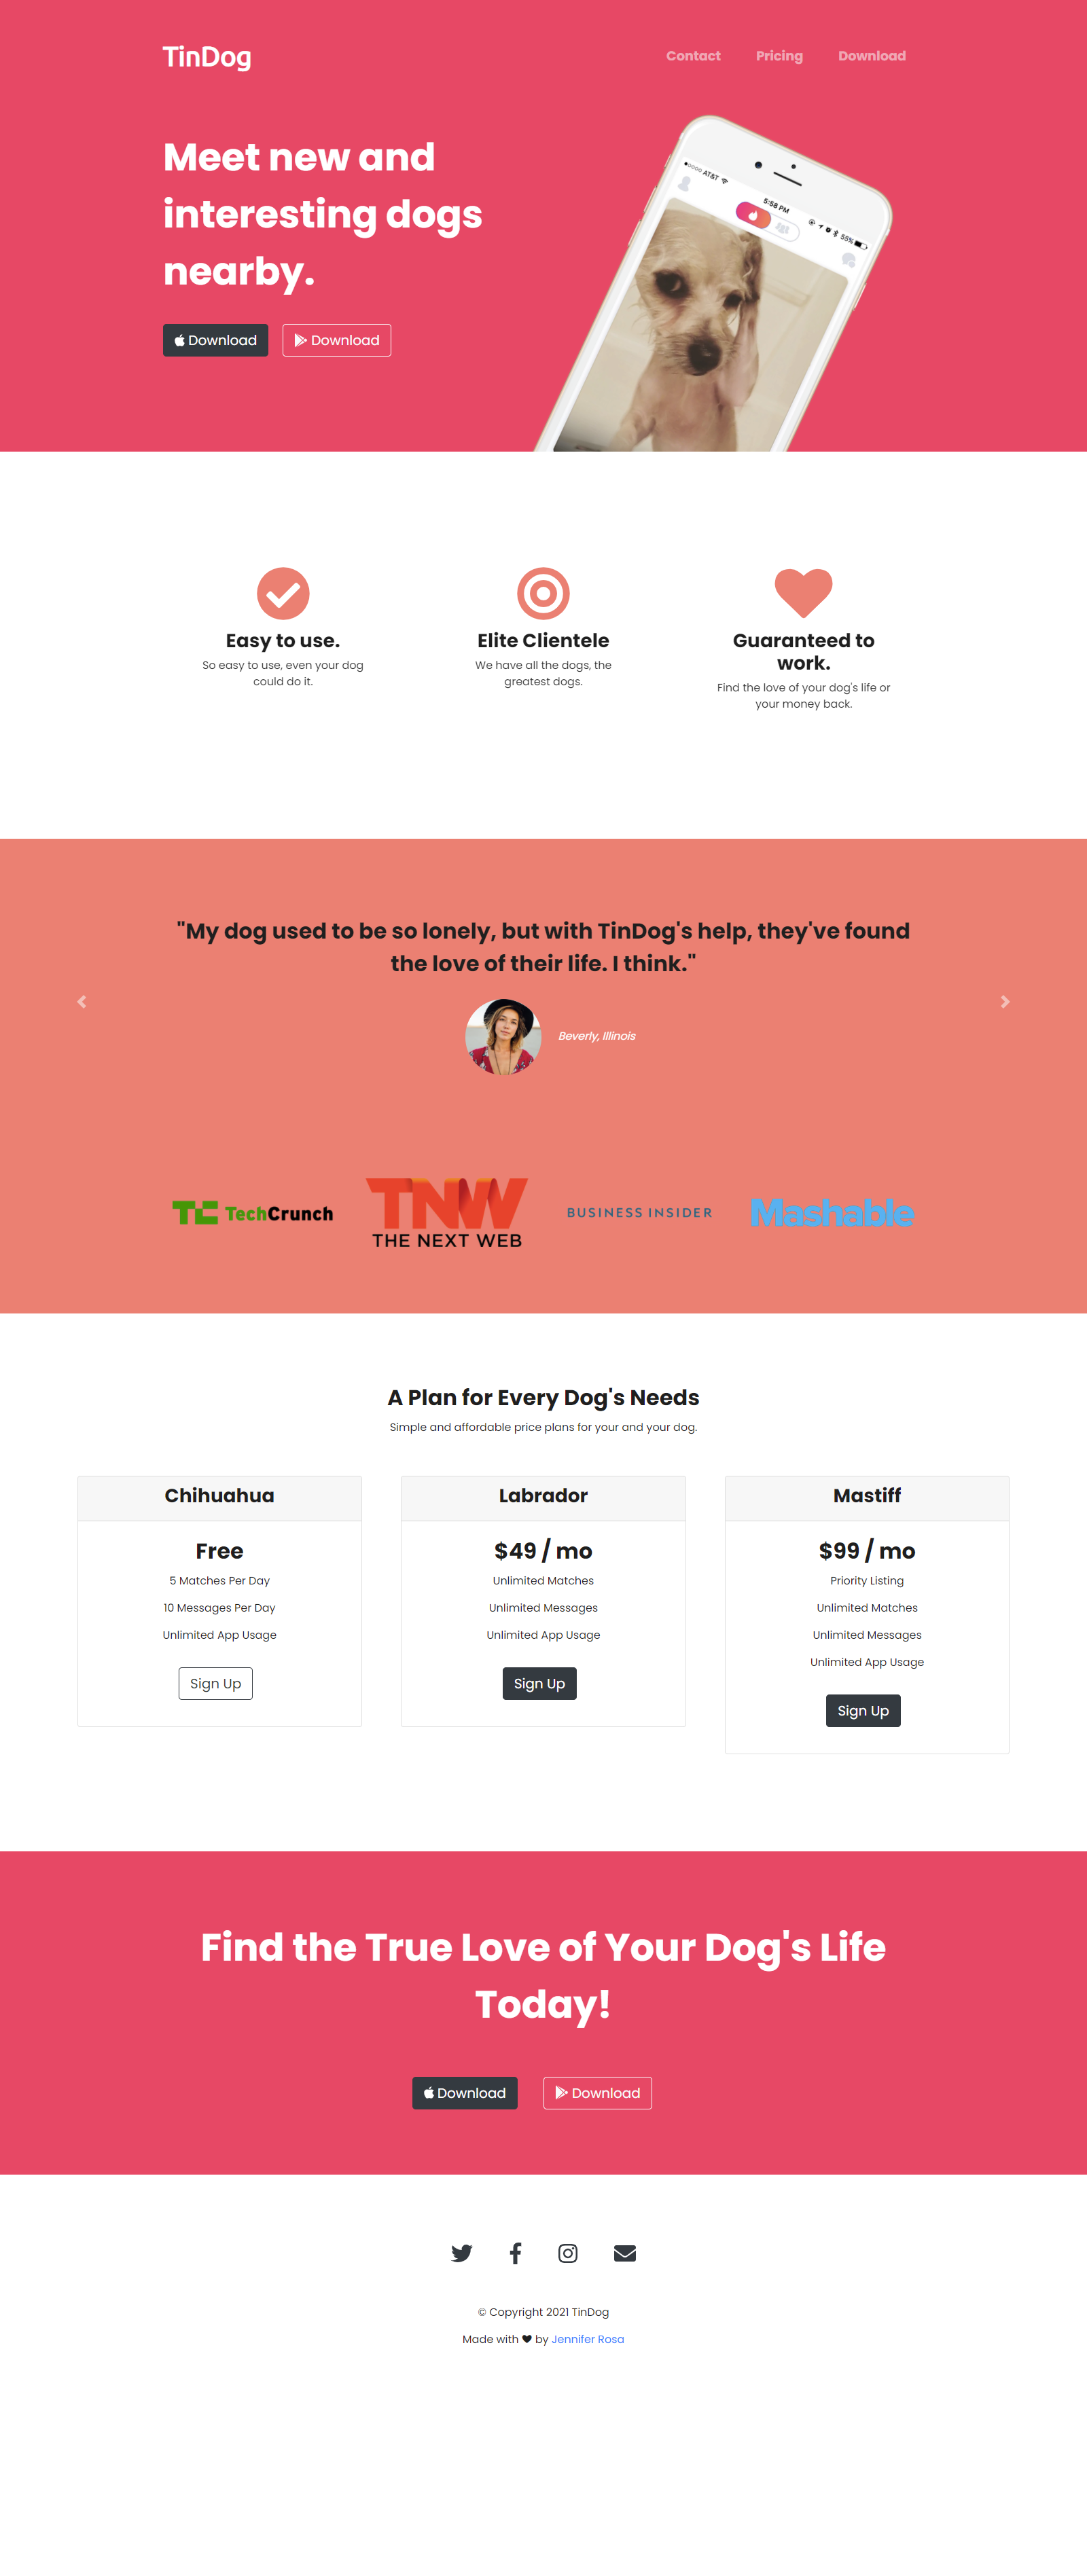 TinDog
Contact Pricing Download
Meet new and
interesting dogs
nearby.
Download Download
AT&T 5:58 PM 55%
Easy to use.
So easy to use, even your dog
could do it.
Elite Clientele
We have all the dogs, the
greatest dogs.
Guaranteed to
work.
Find the love of your dog's life or
your money back.
"My dog used to be so lonely, but with TinDog's help, they've found
the love of their life. I think."
Beverly, Illinois
TC TechCrunch
TNW
THE NEXT WEB
BUSINESS INSIDER
Mashable
A Plan for Every Dog's Needs
Simple and affordable price plans for your and your dog.
Chihuahua
Free
5 Matches Per Day
10 Messages Per Day
Unlimited App Usage
Sign Up
Labrador
$49 / mo
Unlimited Matches
Unlimited Messages
Unlimited App Usage
Sign Up
Mastiff
$99 / mo
Priority Listing
Unlimited Matches
Unlimited Messages
Unlimited App Usage
Sign Up
Find the True Love of Your Dog's Life
Today!
Download Download
© Copyright 2021 TinDog
Made with ♥ by Jennifer Rosa